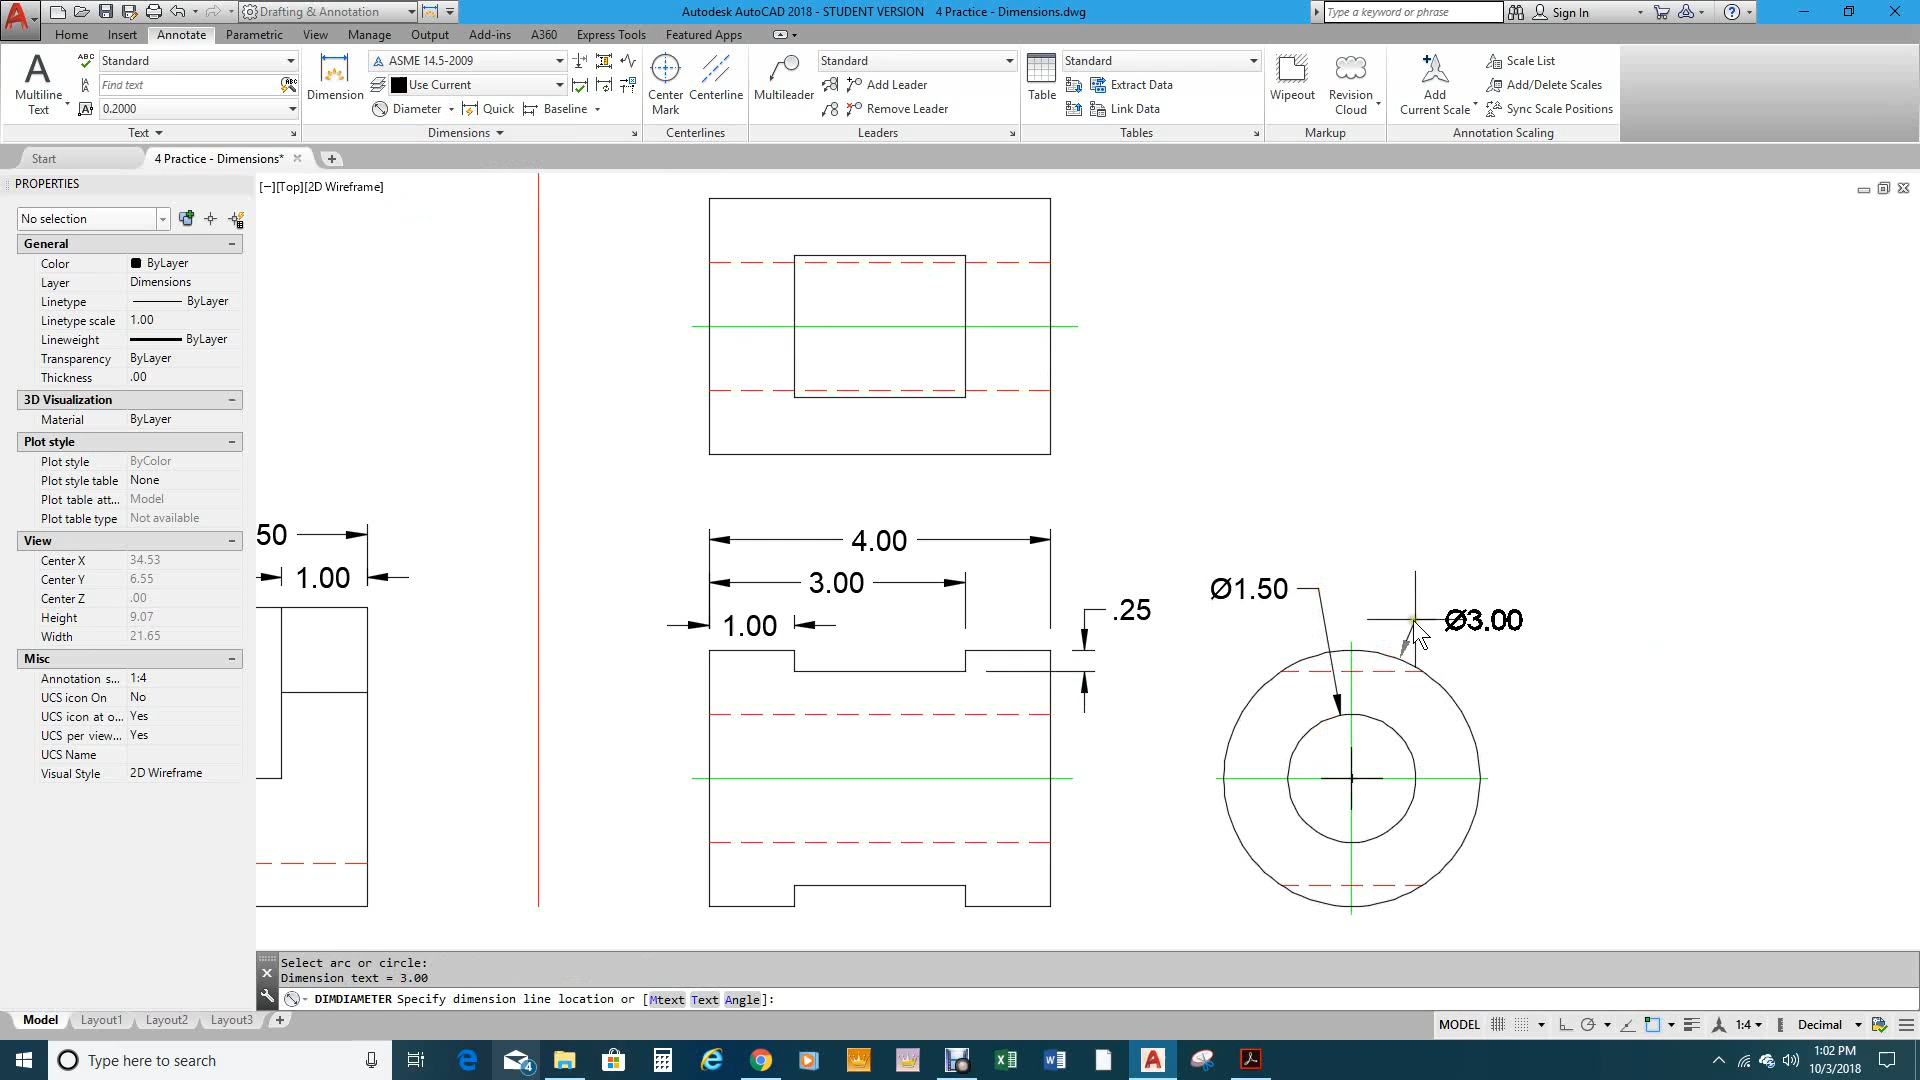 Drafting & Annotation
Autodesk AutoCAD 2018 - STUDENT VERSION    4 Practice - Dimensions.dwg
Type a keyword or phrase
Sign In
Home
Insert
Annotate
Parametric
View
Manage
Output
Add-ins
A360
Express Tools
Featured Apps
Multiline
Text
ABC
Standard
Find text
0.2000
Text
Dimension
ASME 14.5-2009
Use Current
Diameter
Quick
Baseline
Dimensions
Center
Mark
Centerline
Centerlines
Multileader
Standard
Add Leader
Remove Leader
Leaders
Table
Standard
Extract Data
Link Data
Tables
Wipeout
Revision
Cloud
Markup
Add
Current Scale
Scale List
Add/Delete Scales
Sync Scale Positions
Annotation Scaling
Start
4 Practice - Dimensions*
PROPERTIES
No selection
General
Color ByLayer
Layer Dimensions
Linetype ByLayer
Linetype scale 1.00
Lineweight ByLayer
Transparency ByLayer
Thickness .00
3D Visualization
Material ByLayer
Plot style
Plot style ByColor
Plot style table None
Plot table att... Model
Plot table type Not available
View
Center X 34.53
Center Y 6.55
Center Z .00
Height 9.07
Width 21.65
Misc
Annotation s... 1:4
UCS icon On No
UCS icon at o... Yes
UCS per view... Yes
UCS Name
Visual Style 2D Wireframe
[−][Top][2D Wireframe]
50
1.00
4.00
3.00
1.00
.25
Ø1.50
Ø3.00
Select arc or circle:
Dimension text = 3.00
DIMDIAMETER Specify dimension line location or [Mtext Text Angle]:
Model
Layout1
Layout2
Layout3
MODEL
1:4
Decimal
Type here to search
4
1:02 PM
10/3/2018